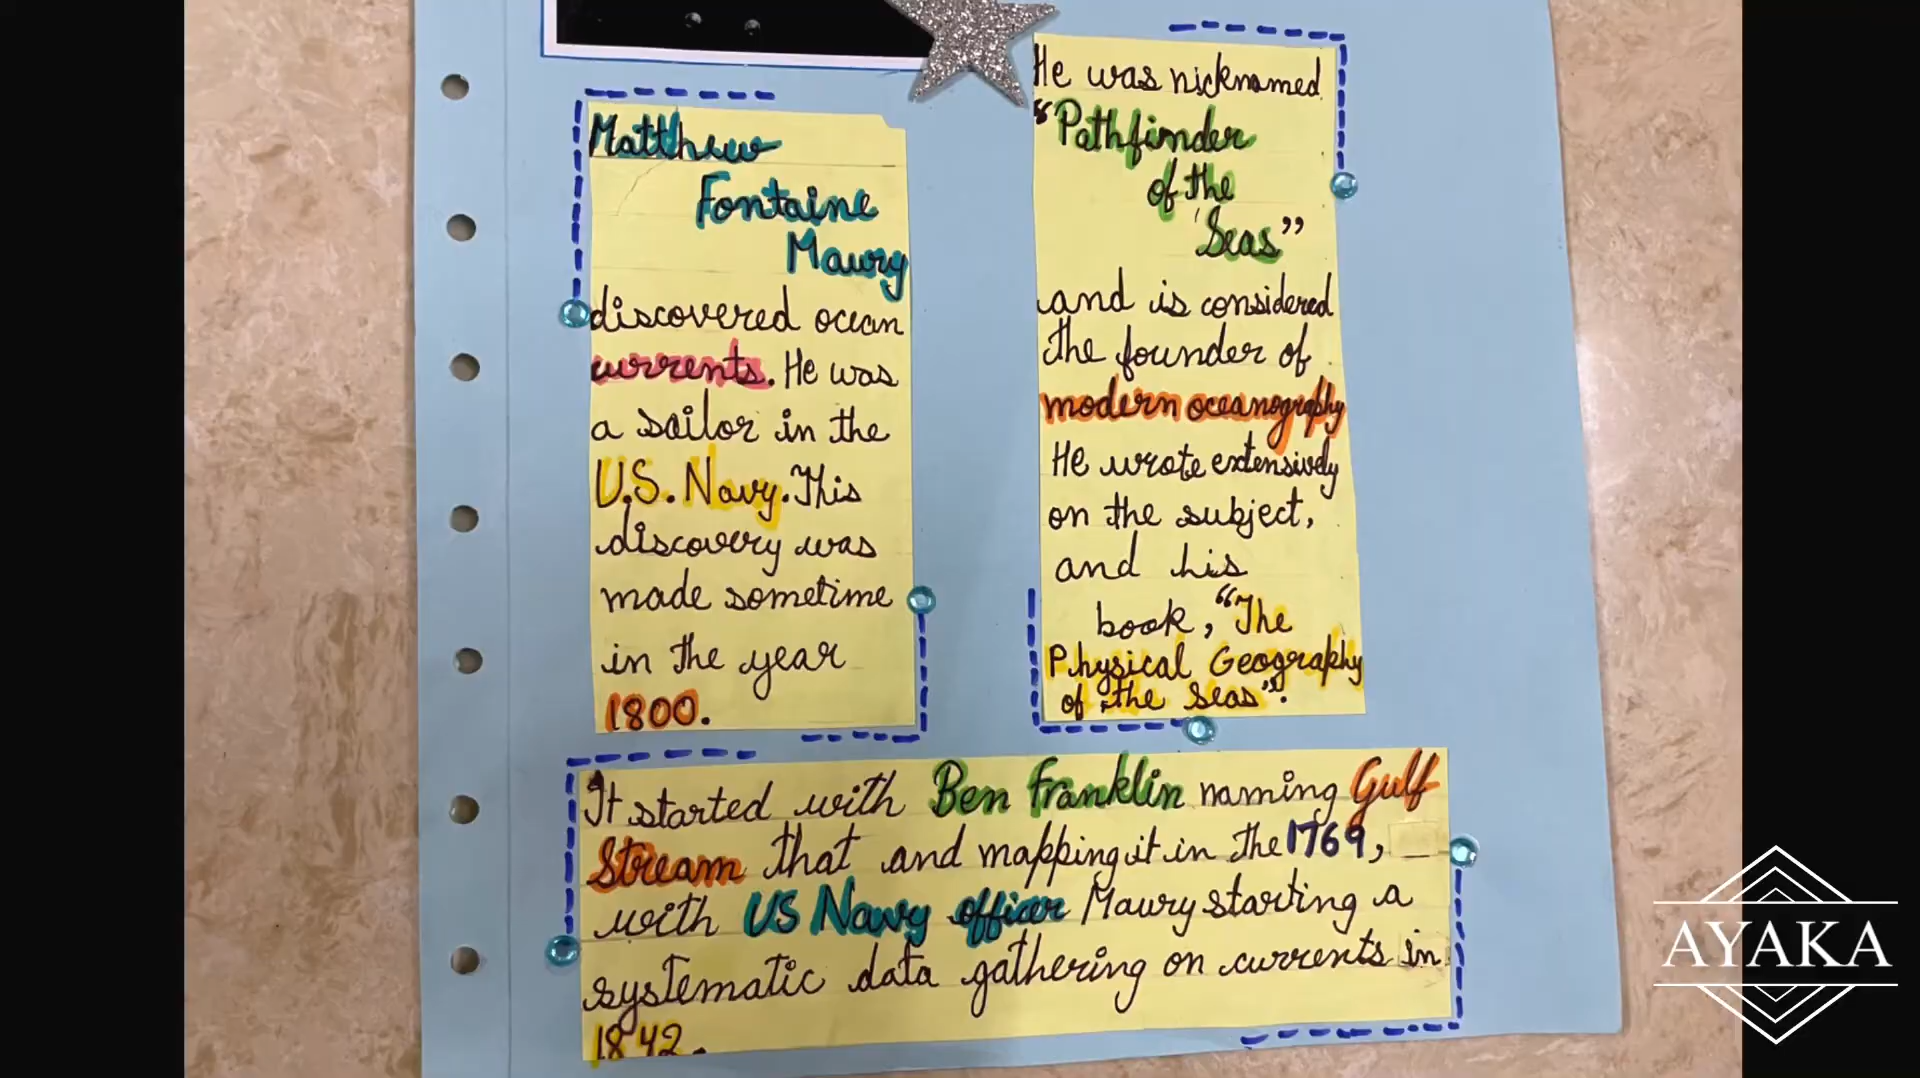 Matthew
Fontaine
Maury
discovered ocean
currents. He was
a sailor in the
U.S. Navy. This
discovery was
made sometime
in the year
1800.
He was nicknamed
"Pathfinder
of the
Seas"
and is considered
the founder of
modern oceanography
He wrote extensively
on the subject,
and his
book, "The
Physical Geography
of the seas".
It started with Ben Franklin naming Gulf
Stream that and mapping it in the 1769,
with US Navy officer Maury starting a
systematic data gathering on currents in
1842.
AYAKA